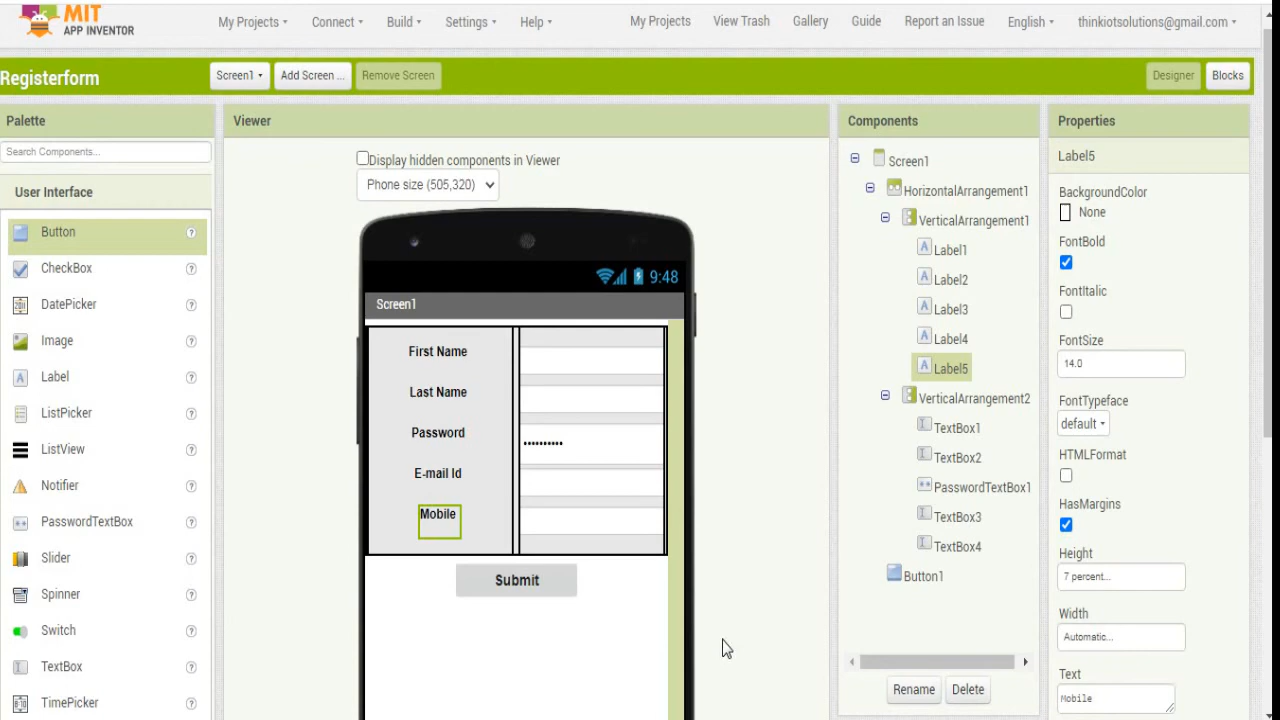 MIT
APP INVENTOR
My Projects
Connect
Build
Settings
Help
My Projects
View Trash
Gallery
Guide
Report an Issue
English
thinkiotsolutions@gmail.com
Registerform
Screen1
Add Screen ...
Remove Screen
Designer
Blocks
Palette
Search Components...
User Interface
Button
?
CheckBox
?
DatePicker
?
Image
?
Label
?
ListPicker
?
ListView
?
Notifier
?
PasswordTextBox
?
Slider
?
Spinner
?
Switch
?
TextBox
?
TimePicker
?
Viewer
Display hidden components in Viewer
Phone size (505,320)
9:48
Screen1
First Name
Last Name
Password
••••••••••
E-mail Id
Mobile
Submit
Components
Screen1
HorizontalArrangement1
VerticalArrangement1
A Label1
A Label2
A Label3
A Label4
A Label5
VerticalArrangement2
TextBox1
TextBox2
PasswordTextBox1
TextBox3
TextBox4
Button1
Rename
Delete
Properties
Label5
BackgroundColor
None
FontBold
FontItalic
FontSize
14.0
FontTypeface
default
HTMLFormat
HasMargins
Height
7 percent...
Width
Automatic...
Text
Mobile